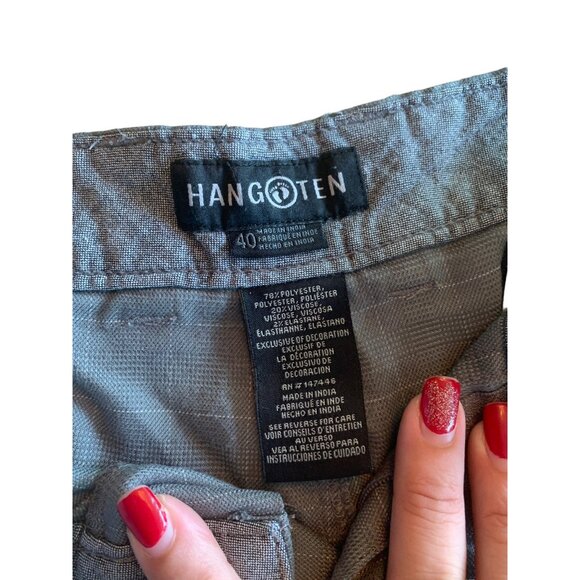 HANG TEN
40
MADE IN INDIA
FABRIQUÉ EN INDE
HECHO EN INDIA
78% POLYESTER,
POLYESTER, POLIÉSTER
20% VISCOSE,
VISCOSE, VISCOSA
2% ELASTANE,
ÉLASTHANNE, ELASTANO
EXCLUSIVE OF DECORATION
EXCLUSIF DE
LA DÉCORATION
EXCLUSIVO DE
DECORACIÓN
RN # 147446
MADE IN INDIA
FABRIQUÉ EN INDE
HECHO EN INDIA
SEE REVERSE FOR CARE
VOIR CONSEILS D'ENTRETIEN
AU VERSO
VEA AL REVERSO PARA
INSTRUCCIONES DE CUIDADO